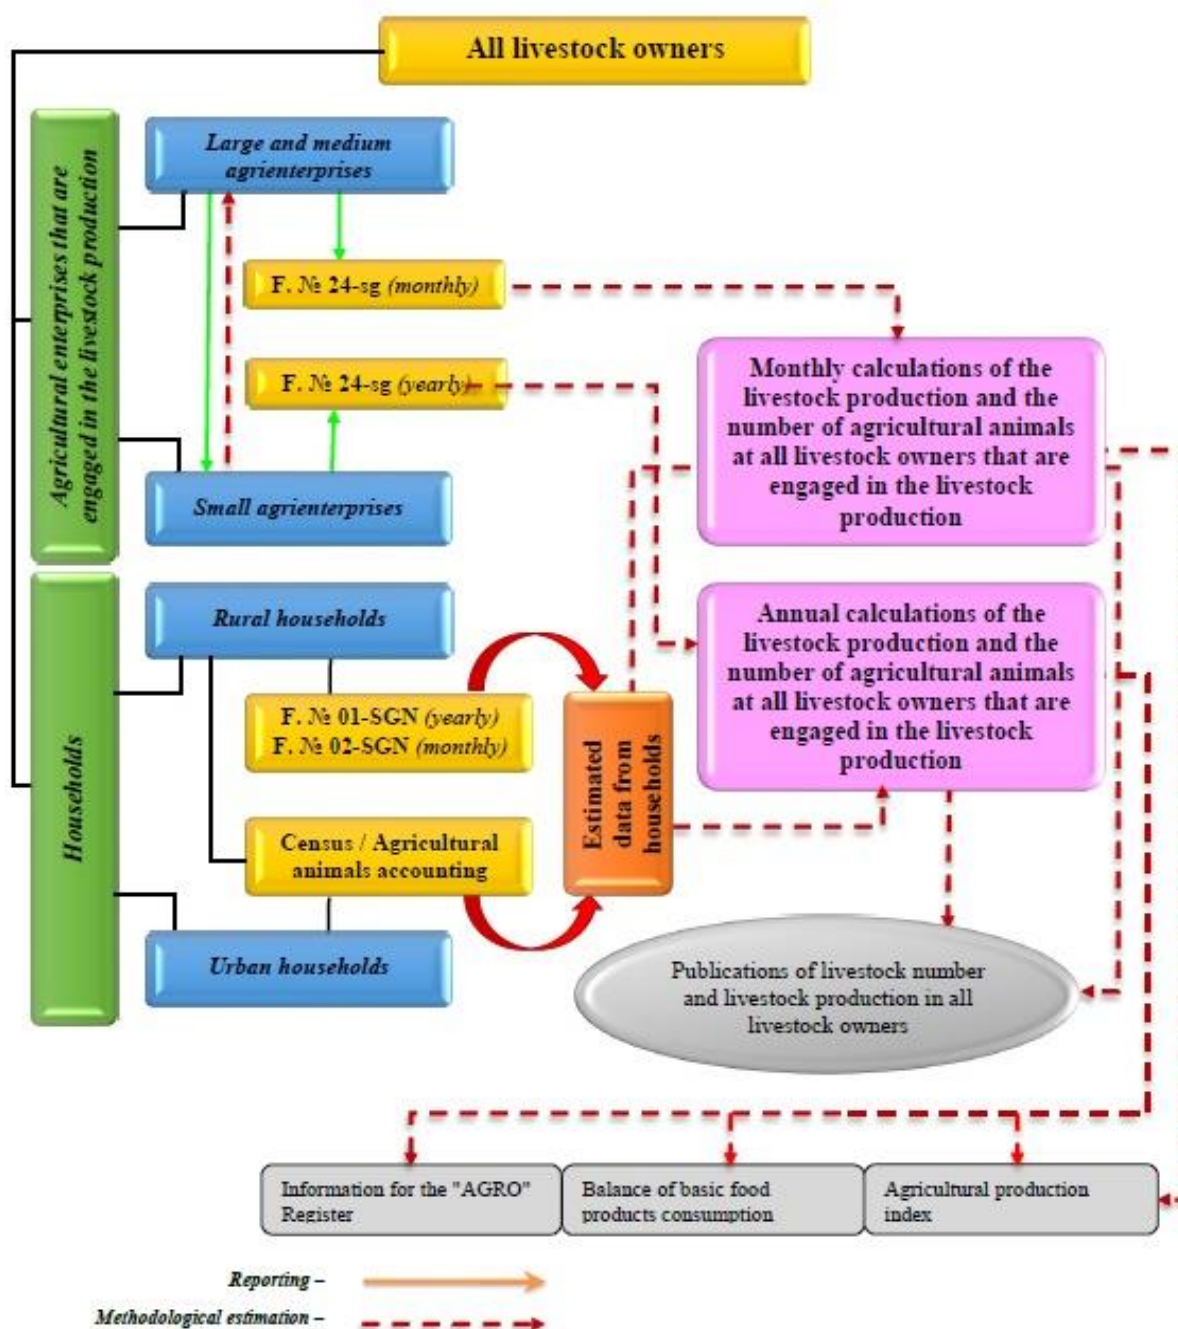 All livestock owners
Agricultural enterprises that are
engaged in the livestock production
Large and medium
agrienterprises
F. № 24-sg (monthly)
F. № 24-sg (yearly)
Small agrienterprises
Monthly calculations of the
livestock production and the
number of agricultural animals
at all livestock owners that are
engaged in the livestock
production
Households
Rural households
F. № 01-SGN (yearly)
F. № 02-SGN (monthly)
Census / Agricultural
animals accounting
Urban households
Estimated
data from
households
Annual calculations of the
livestock production and the
number of agricultural animals
at all livestock owners that are
engaged in the livestock
production
Publications of livestock number
and livestock production in all
livestock owners
Information for the "AGRO"
Register
Balance of basic food
products consumption
Agricultural production
index
Reporting –
Methodological estimation –